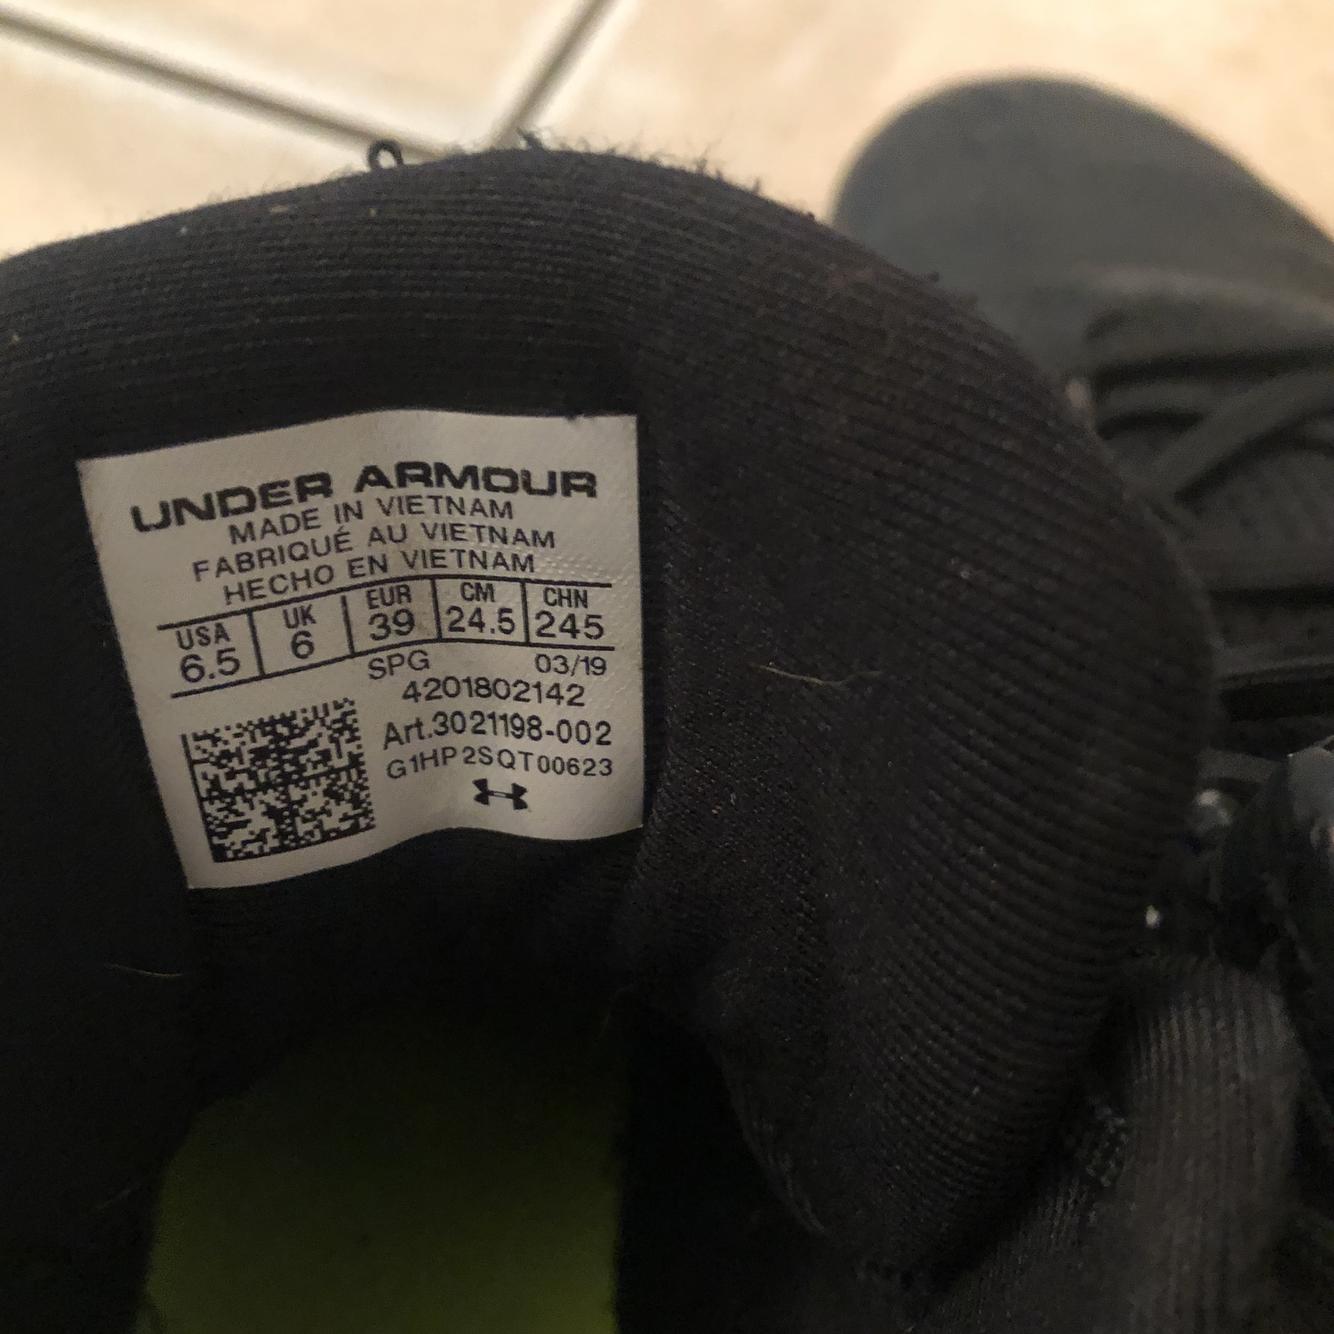 UNDER ARMOUR
MADE IN VIETNAM
FABRIQUÉ AU VIETNAM
HECHO EN VIETNAM
USA UK EUR CM CHN
6.5 6 39 24.5 245
SPG 03/19
4201802142
Art.3021198-002
G1HP2SQT00623